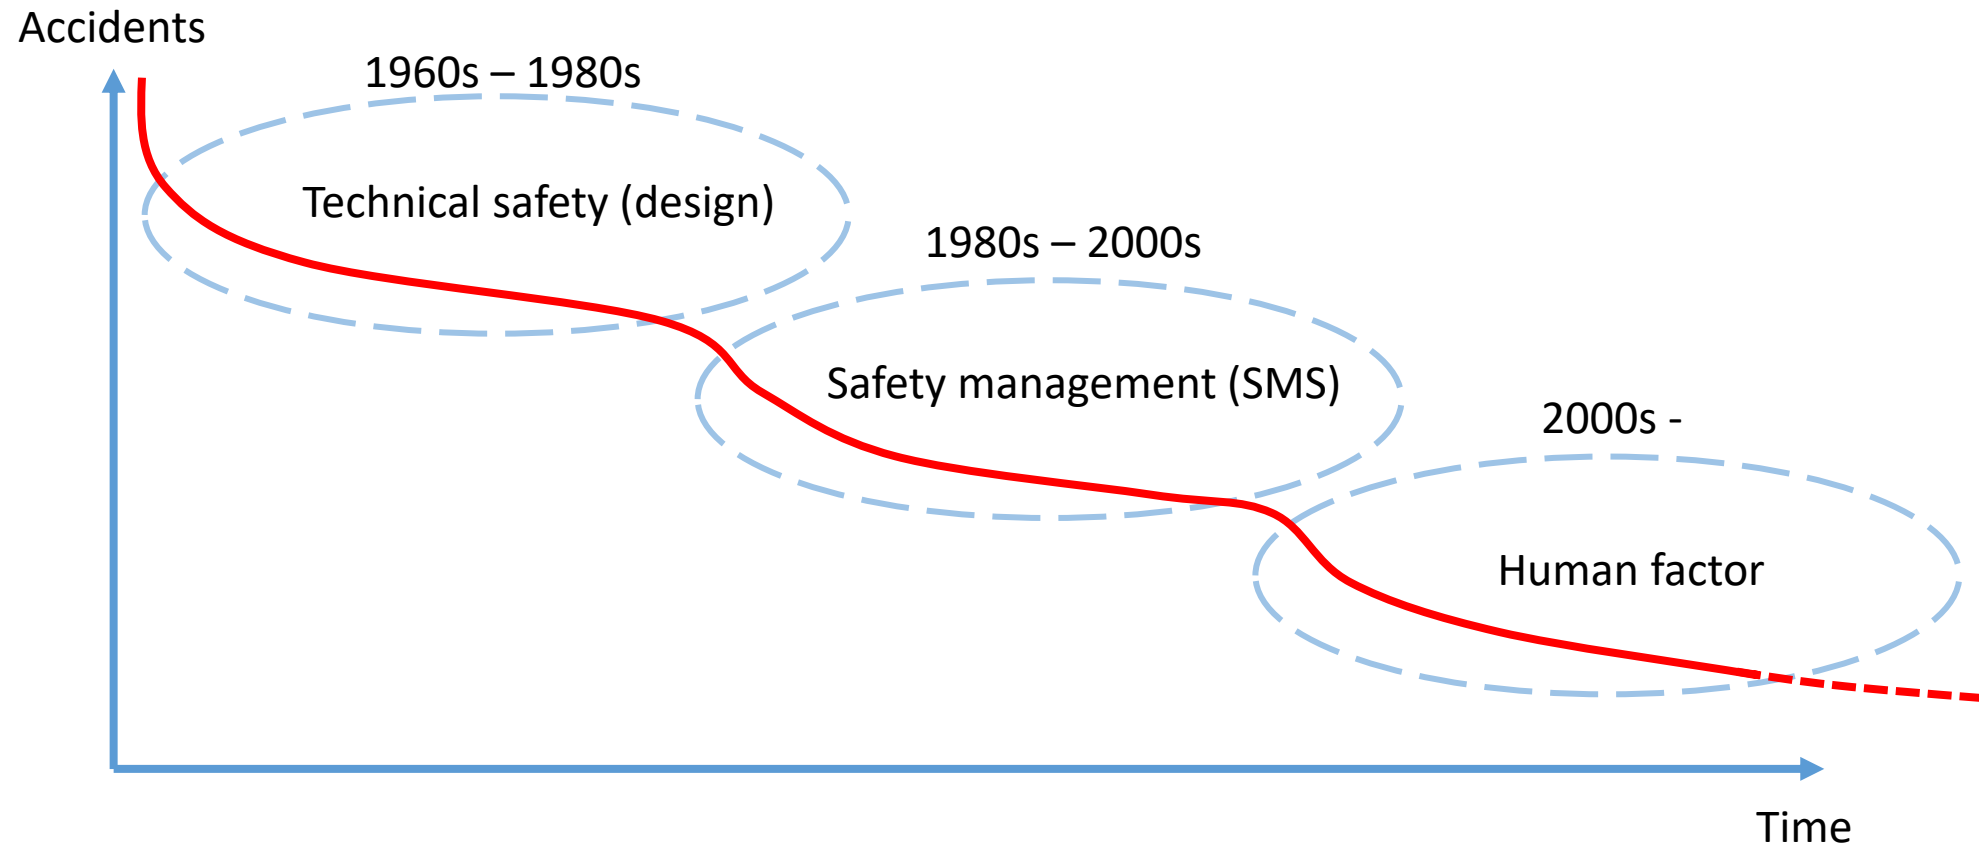 Accidents
1960s – 1980s
Technical safety (design)
1980s – 2000s
Safety management (SMS)
2000s -
Human factor
Time